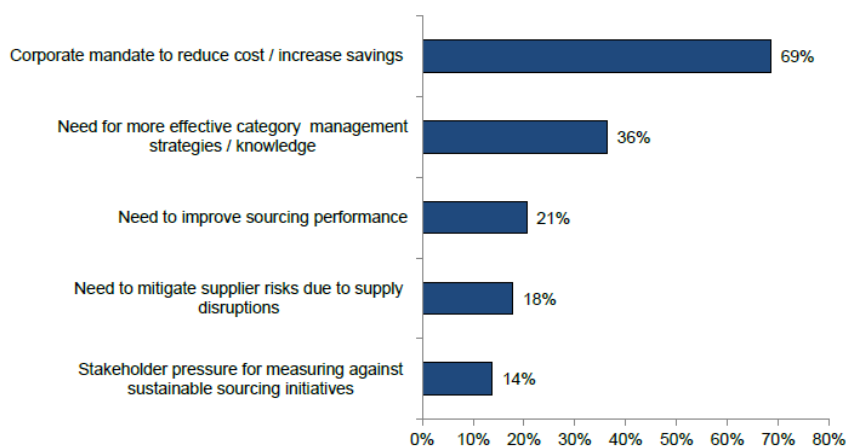 Corporate mandate to reduce cost / increase savings
69%
Need for more effective category management
strategies / knowledge
36%
Need to improve sourcing performance
21%
Need to mitigate supplier risks due to supply
disruptions
18%
Stakeholder pressure for measuring against
sustainable sourcing initiatives
14%
0% 10% 20% 30% 40% 50% 60% 70% 80%